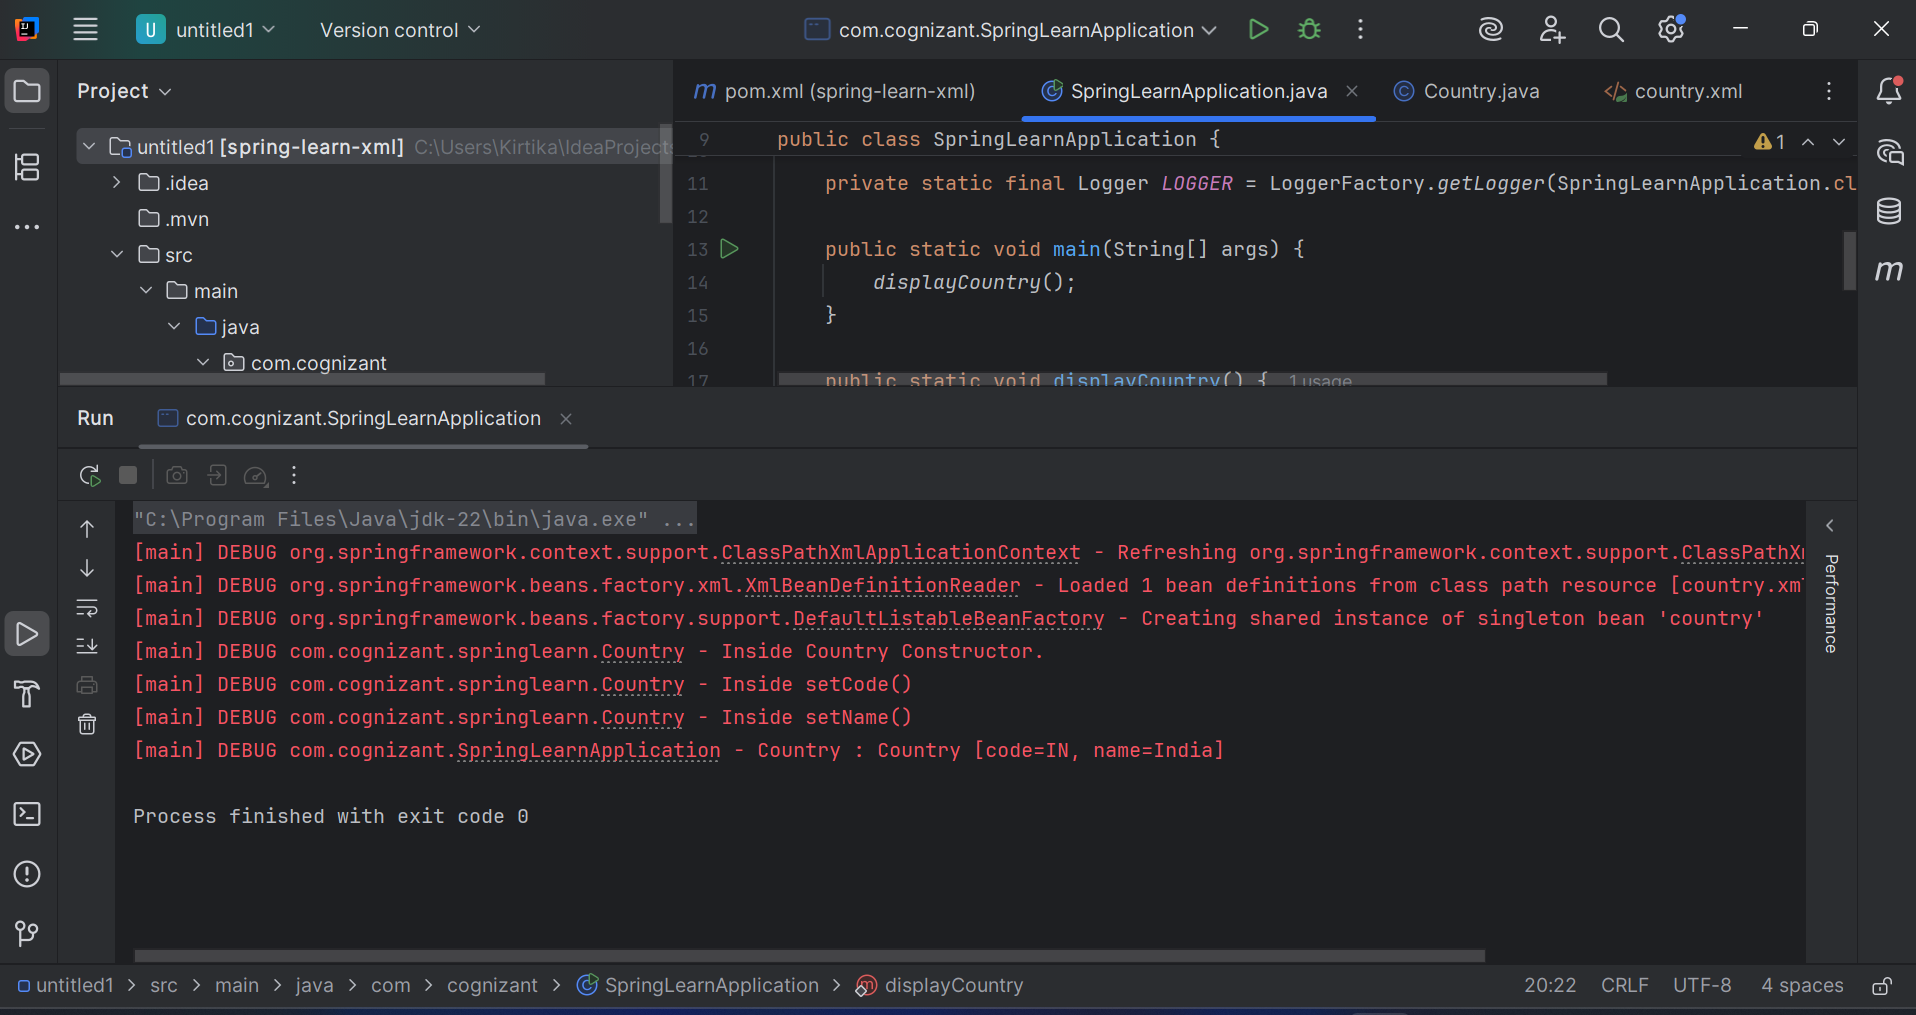 U untitled1 Version control com.cognizant.SpringLearnApplication
Project
m pom.xml (spring-learn-xml) SpringLearnApplication.java Country.java country.xml
untitled1 [spring-learn-xml] C:\Users\Kirtika\IdeaProjects
.idea
.mvn
src
main
java
com.cognizant
9 public class SpringLearnApplication {
1
11 private static final Logger LOGGER = LoggerFactory.getLogger(SpringLearnApplication.cl
12
13 public static void main(String[] args) {
14 displayCountry();
15 }
16
17 public static void displayCountry() { 1 usage
Run com.cognizant.SpringLearnApplication
"C:\Program Files\Java\jdk-22\bin\java.exe" ...
[main] DEBUG org.springframework.context.support.ClassPathXmlApplicationContext - Refreshing org.springframework.context.support.ClassPathX
[main] DEBUG org.springframework.beans.factory.xml.XmlBeanDefinitionReader - Loaded 1 bean definitions from class path resource [country.xm
[main] DEBUG org.springframework.beans.factory.support.DefaultListableBeanFactory - Creating shared instance of singleton bean 'country'
[main] DEBUG com.cognizant.springlearn.Country - Inside Country Constructor.
[main] DEBUG com.cognizant.springlearn.Country - Inside setCode()
[main] DEBUG com.cognizant.springlearn.Country - Inside setName()
[main] DEBUG com.cognizant.SpringLearnApplication - Country : Country [code=IN, name=India]
Process finished with exit code 0
Performance
untitled1 > src > main > java > com > cognizant > SpringLearnApplication > displayCountry
20:22 CRLF UTF-8 4 spaces